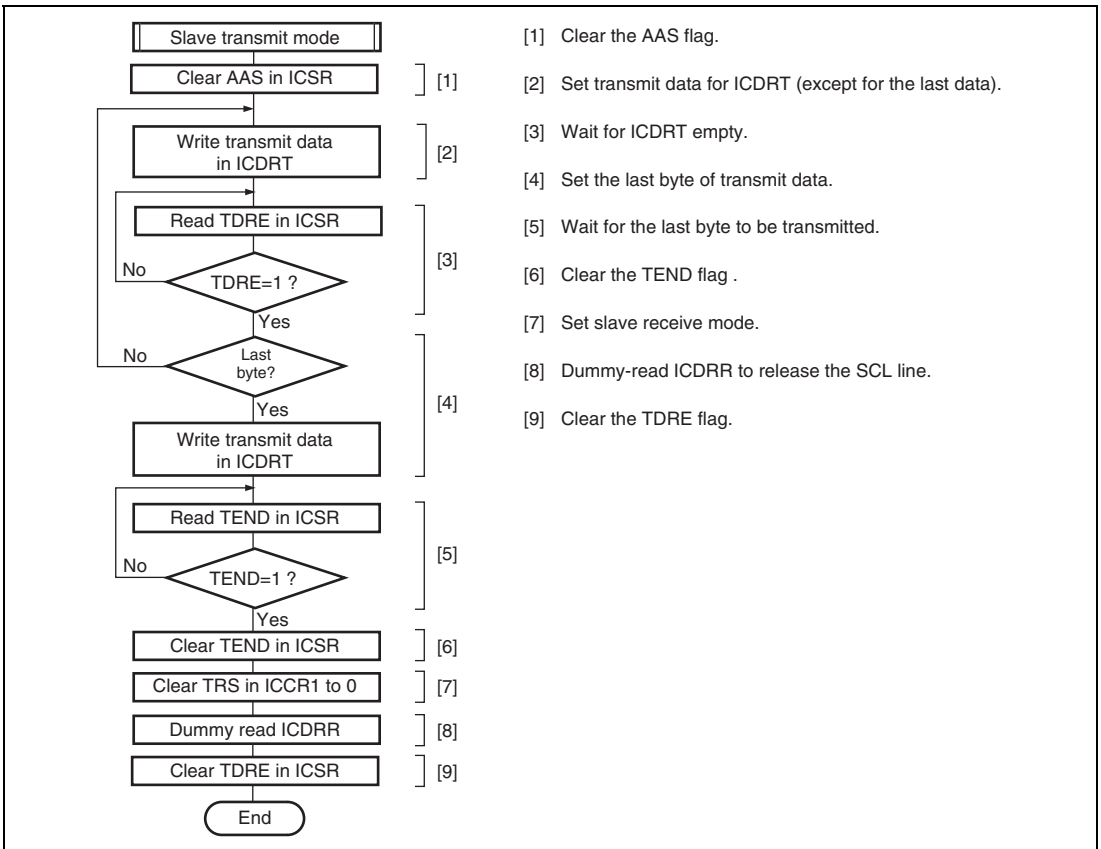 Slave transmit mode
Clear AAS in ICSR
[1]
Write transmit data
in ICDRT
[2]
Read TDRE in ICSR
No
TDRE=1 ?
[3]
Yes
No
Last
byte?
Yes
[4]
Write transmit data
in ICDRT
Read TEND in ICSR
No
TEND=1 ?
[5]
Yes
Clear TEND in ICSR
[6]
Clear TRS in ICCR1 to 0
[7]
Dummy read ICDRR
[8]
Clear TDRE in ICSR
[9]
End
[1] Clear the AAS flag.
[2] Set transmit data for ICDRT (except for the last data).
[3] Wait for ICDRT empty.
[4] Set the last byte of transmit data.
[5] Wait for the last byte to be transmitted.
[6] Clear the TEND flag .
[7] Set slave receive mode.
[8] Dummy-read ICDRR to release the SCL line.
[9] Clear the TDRE flag.